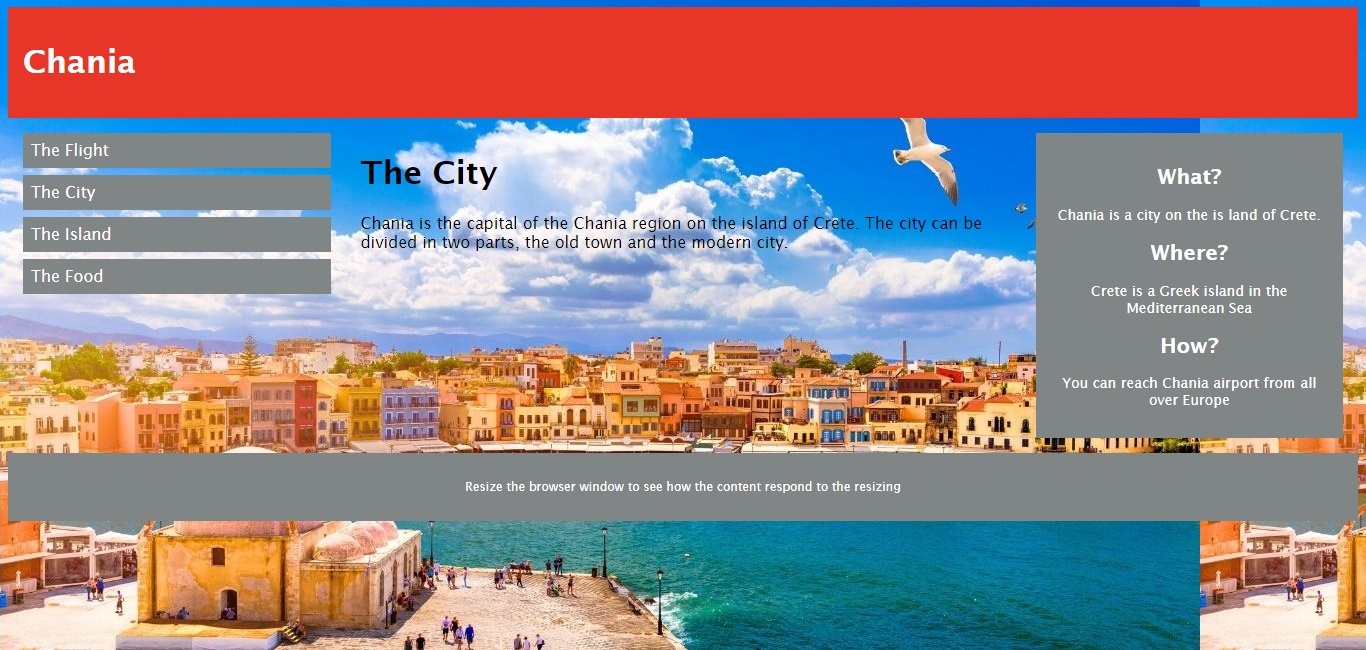 Chania
The Flight
The City
The Island
The Food
The City
Chania is the capital of the Chania region on the island of Crete. The city can be
divided in two parts, the old town and the modern city.
What?
Chania is a city on the is land of Crete.
Where?
Crete is a Greek island in the
Mediterranean Sea
How?
You can reach Chania airport from all
over Europe
Resize the browser window to see how the content respond to the resizing